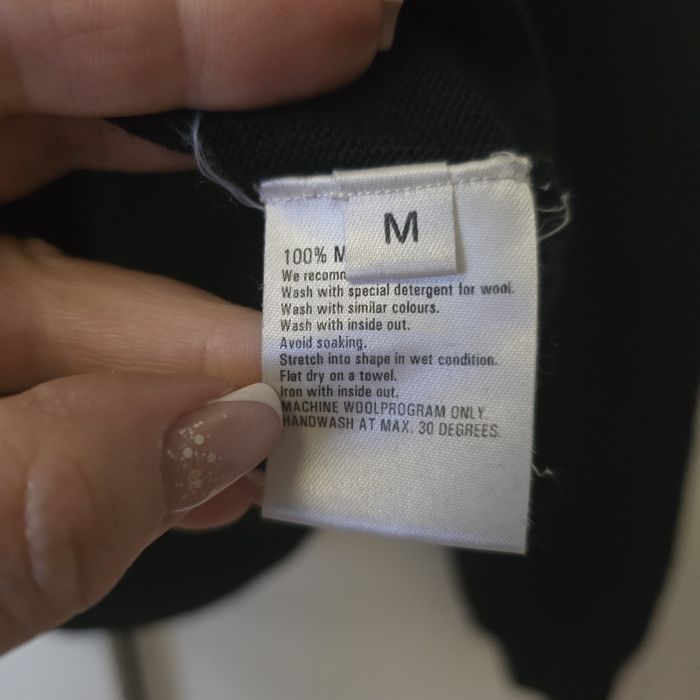 M
100% M
We recomm
Wash with special detergent for wool.
Wash with similar colours.
Wash with inside out.
Avoid soaking.
Stretch into shape in wet condition.
Flat dry on a towel.
Iron with inside out.
MACHINE WOOLPROGRAM ONLY
HANDWASH AT MAX. 30 DEGREES